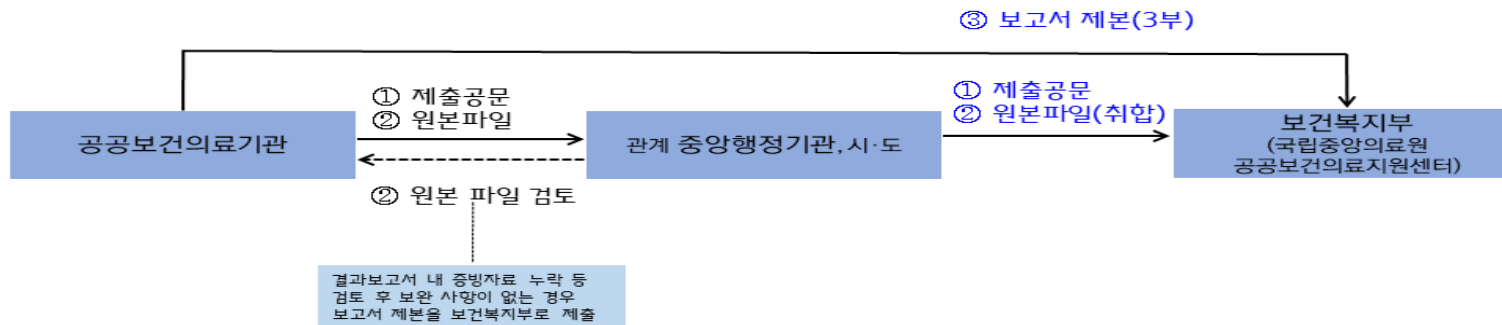 ③ 보고서 제본(3부)
① 제출공문
② 원본파일
① 제출공문
② 원본파일(취합)
공공보건의료기관
관계 중앙행정기관, 시·도
보건복지부
(국립중앙의료원
공공보건의료지원센터)
② 원본 파일 검토
결과보고서 내 증빙자료 누락 등
검토 후 보완 사항이 없는 경우
보고서 제본을 보건복지부로 제출